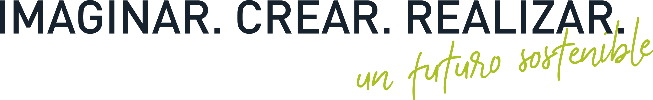 IMAGINAR. CREAR. REALIZAR.
un futuro sostenible